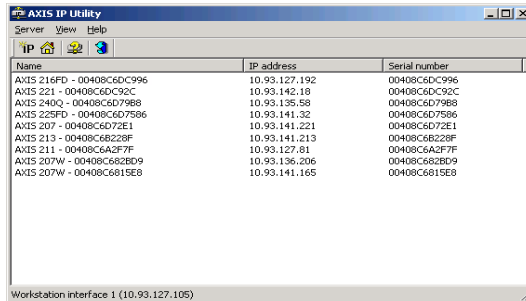 AXIS IP Utility
Server View Help
IP
Name IP address Serial number
AXIS 216FD - 00408C6DC996 10.93.127.192 00408C6DC996
AXIS 221 - 00408C6DC92C 10.93.142.18 00408C6DC92C
AXIS 240Q - 00408C6D79B8 10.93.135.58 00408C6D79B8
AXIS 225FD - 00408C6D7586 10.93.141.32 00408C6D7586
AXIS 207 - 00408C6D72E1 10.93.141.221 00408C6D72E1
AXIS 213 - 00408C6B228F 10.93.141.213 00408C6B228F
AXIS 211 - 00408C6A2F7F 10.93.127.81 00408C6A2F7F
AXIS 207W - 00408C682BD9 10.93.136.206 00408C682BD9
AXIS 207W - 00408C6815E8 10.93.141.165 00408C6815E8
Workstation interface 1 (10.93.127.105)